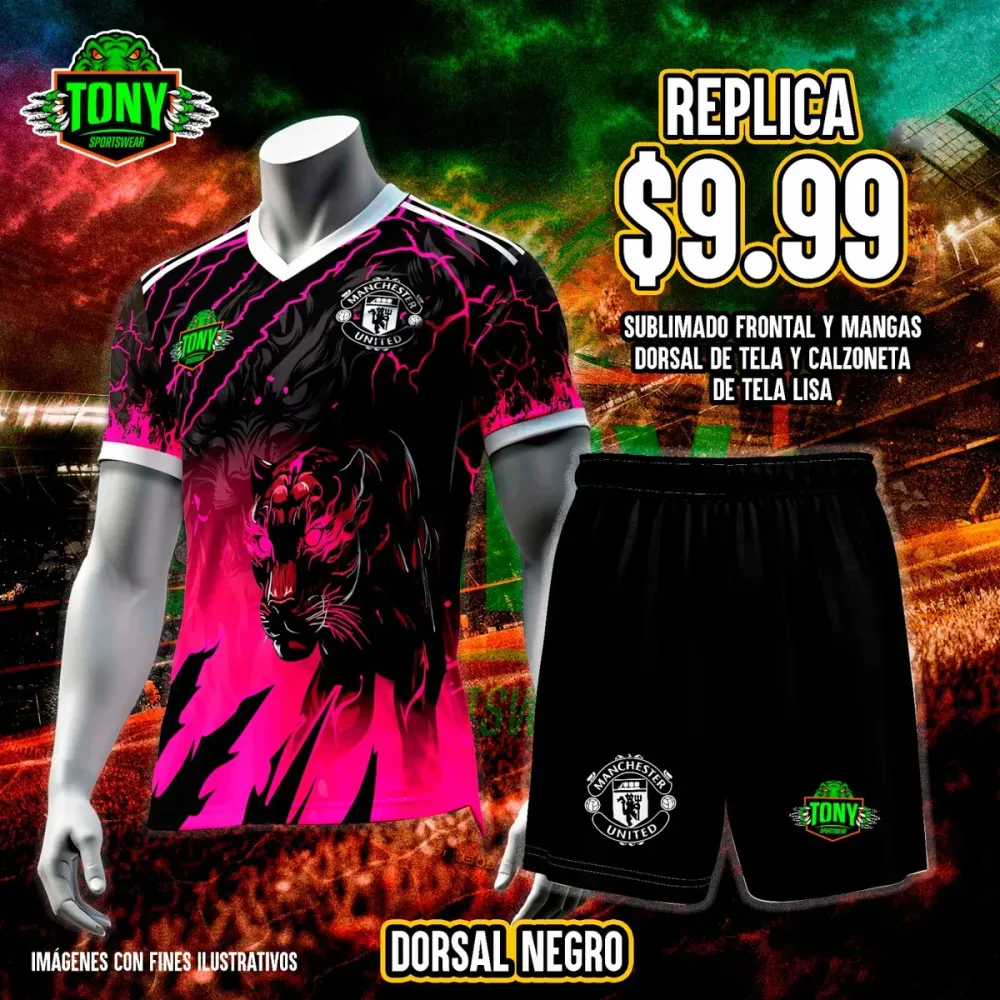 TONY
SPORTSWEAR
REPLICA
$9.99
SUBLIMADO FRONTAL Y MANGAS
DORSAL DE TELA Y CALZONETA
DE TELA LISA
TONY
MANCHESTER
UNITED
MANCHESTER
UNITED
TONY
SPORTSWEAR
DORSAL NEGRO
IMÁGENES CON FINES ILUSTRATIVOS